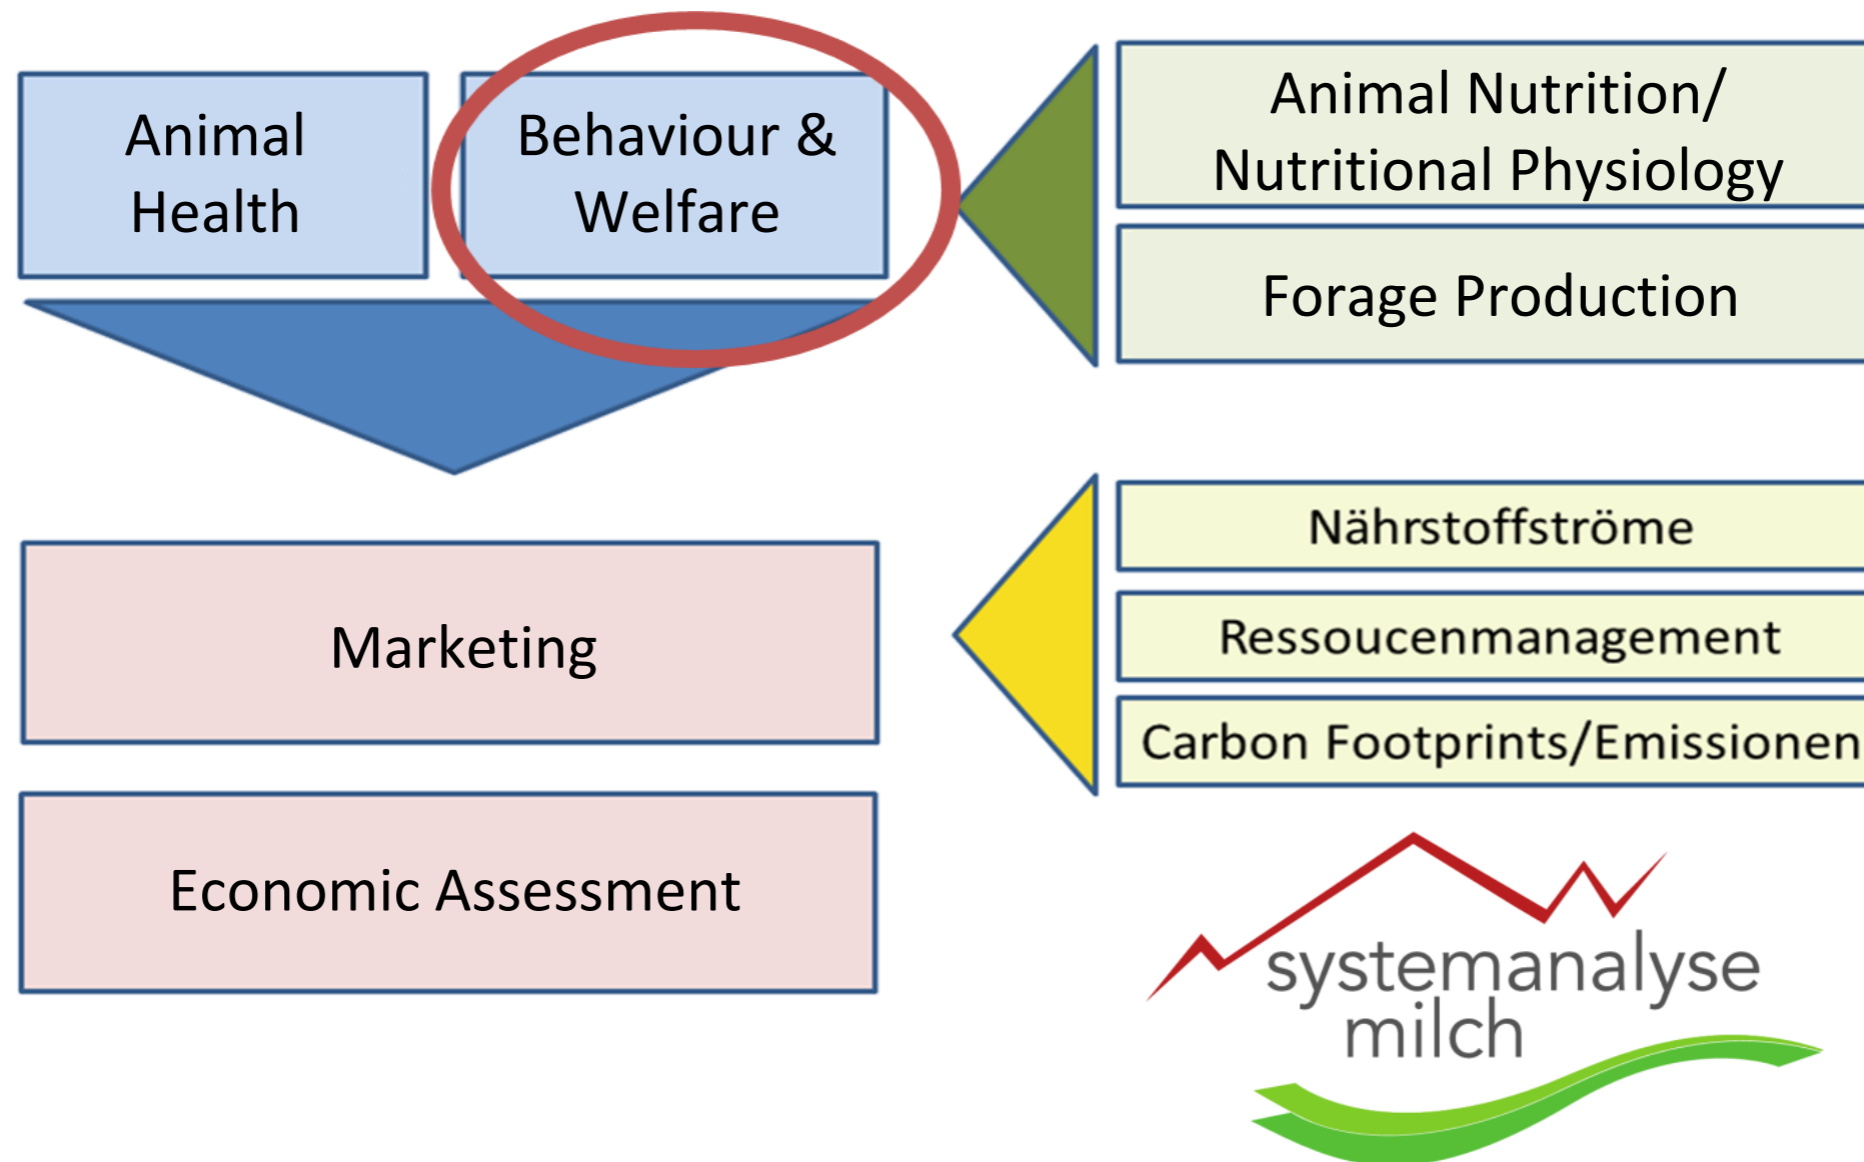 Animal
Health
Behaviour &
Welfare
Animal Nutrition/
Nutritional Physiology
Forage Production
Marketing
Economic Assessment
Nährstoffströme
Ressoucenmanagement
Carbon Footprints/Emissionen
systemanalyse
milch